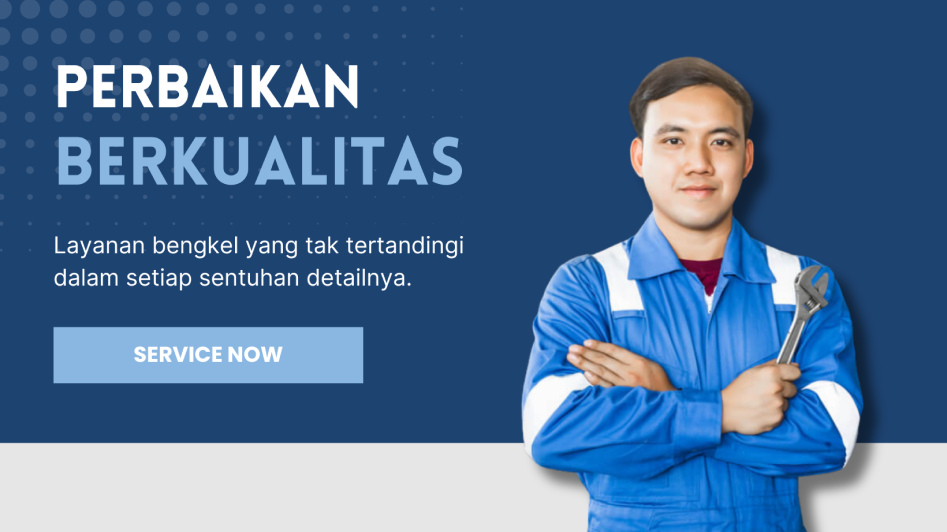 PERBAIKAN
BERKUALITAS
Layanan bengkel yang tak tertandingi
dalam setiap sentuhan detailnya.
SERVICE NOW